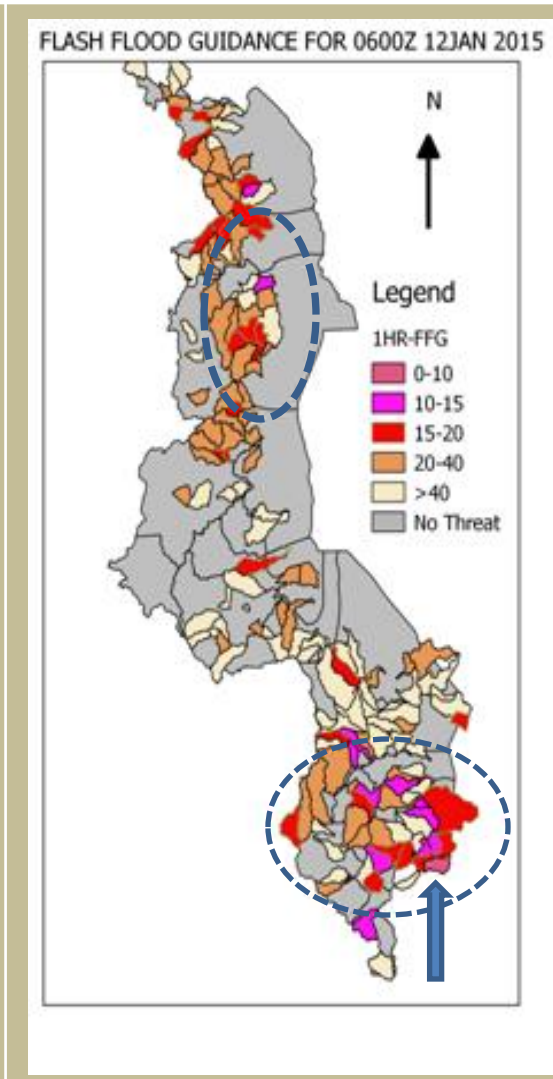 FLASH FLOOD GUIDANCE FOR 0600Z 12JAN 2015
N
Legend
1HR-FFG
0-10
10-15
15-20
20-40
>40
No Threat